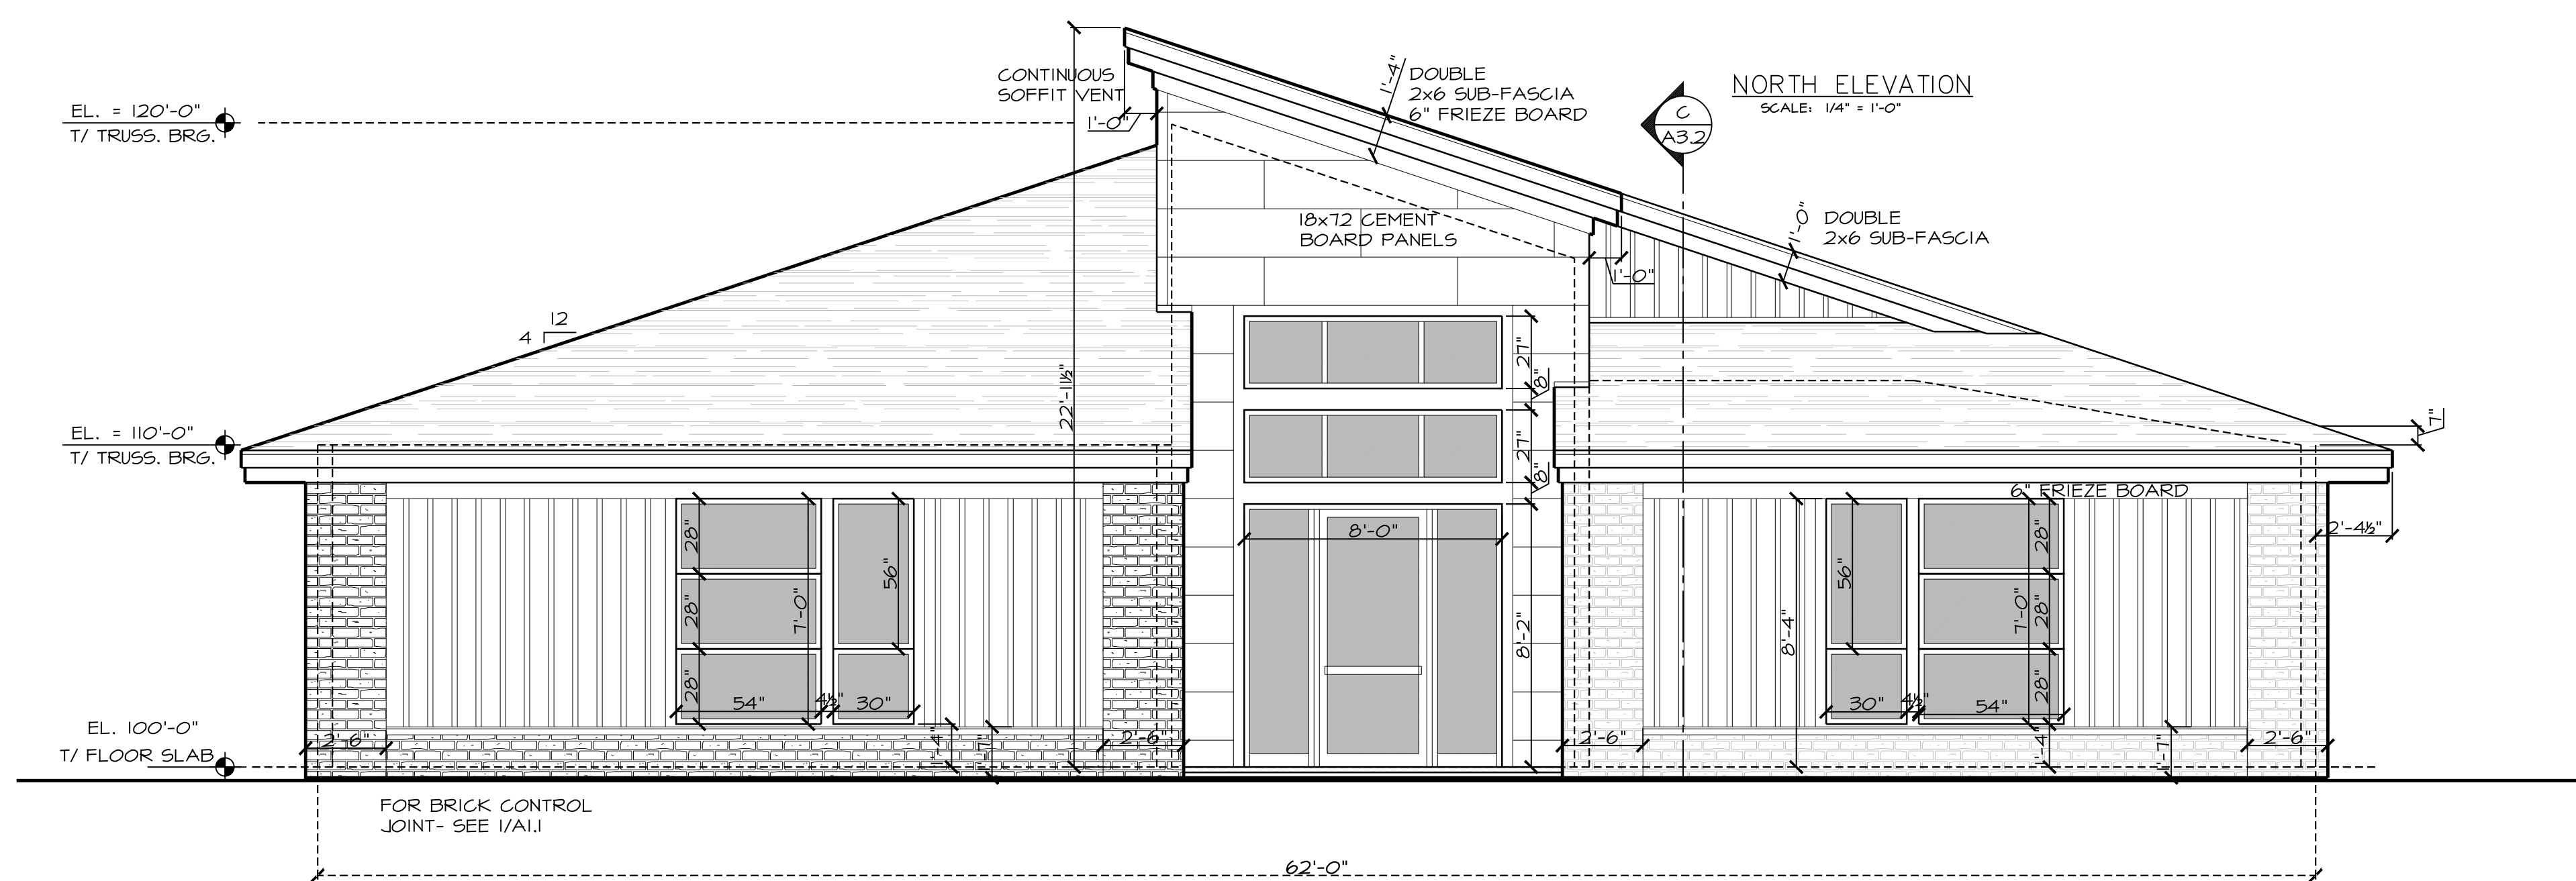 NORTH ELEVATION
SCALE: 1/4" = 1'-0"
CONTINUOUS
SOFFIT VENT
1'-0"
1'-4"
DOUBLE
2x6 SUB-FASCIA
6" FRIEZE BOARD
C
A3.2
EL. = 120'-0"
T/ TRUSS. BRG.
1'-0"
DOUBLE
2x6 SUB-FASCIA
18x72 CEMENT
BOARD PANELS
1'-0"
12
4
22'-11½"
27"
8"
27"
8"
EL. = 110'-0"
T/ TRUSS. BRG.
7"
6" FRIEZE BOARD
2'-4½"
28"
28"
28"
7'-0"
56"
54"
4½"
30"
8'-0"
8'-2"
8'-4"
56"
30"
4½"
54"
7'-0"
28"
28"
28"
EL. 100'-0"
T/ FLOOR SLAB
2'-6"
1'-4"
1'-7"
2'-6"
2'-6"
1'-4"
1'-7"
2'-6"
FOR BRICK CONTROL
JOINT- SEE 1/A1.1
62'-0"